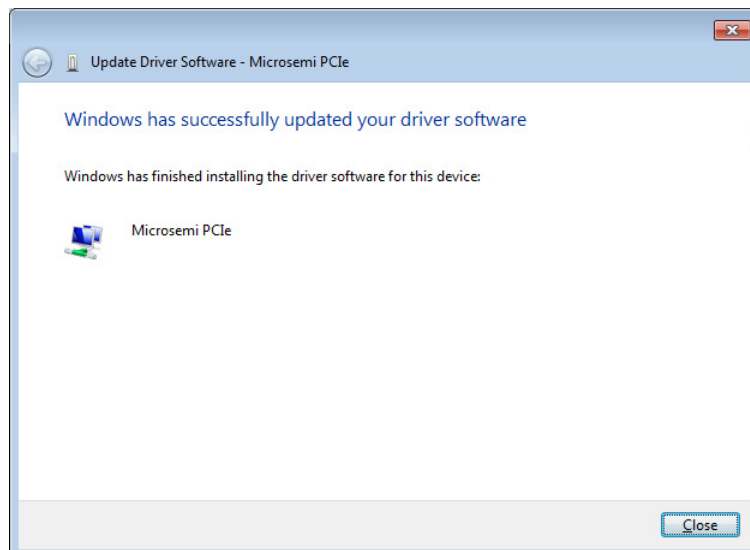 Update Driver Software - Microsemi PCIe
Windows has successfully updated your driver software
Windows has finished installing the driver software for this device:
Microsemi PCIe
Close